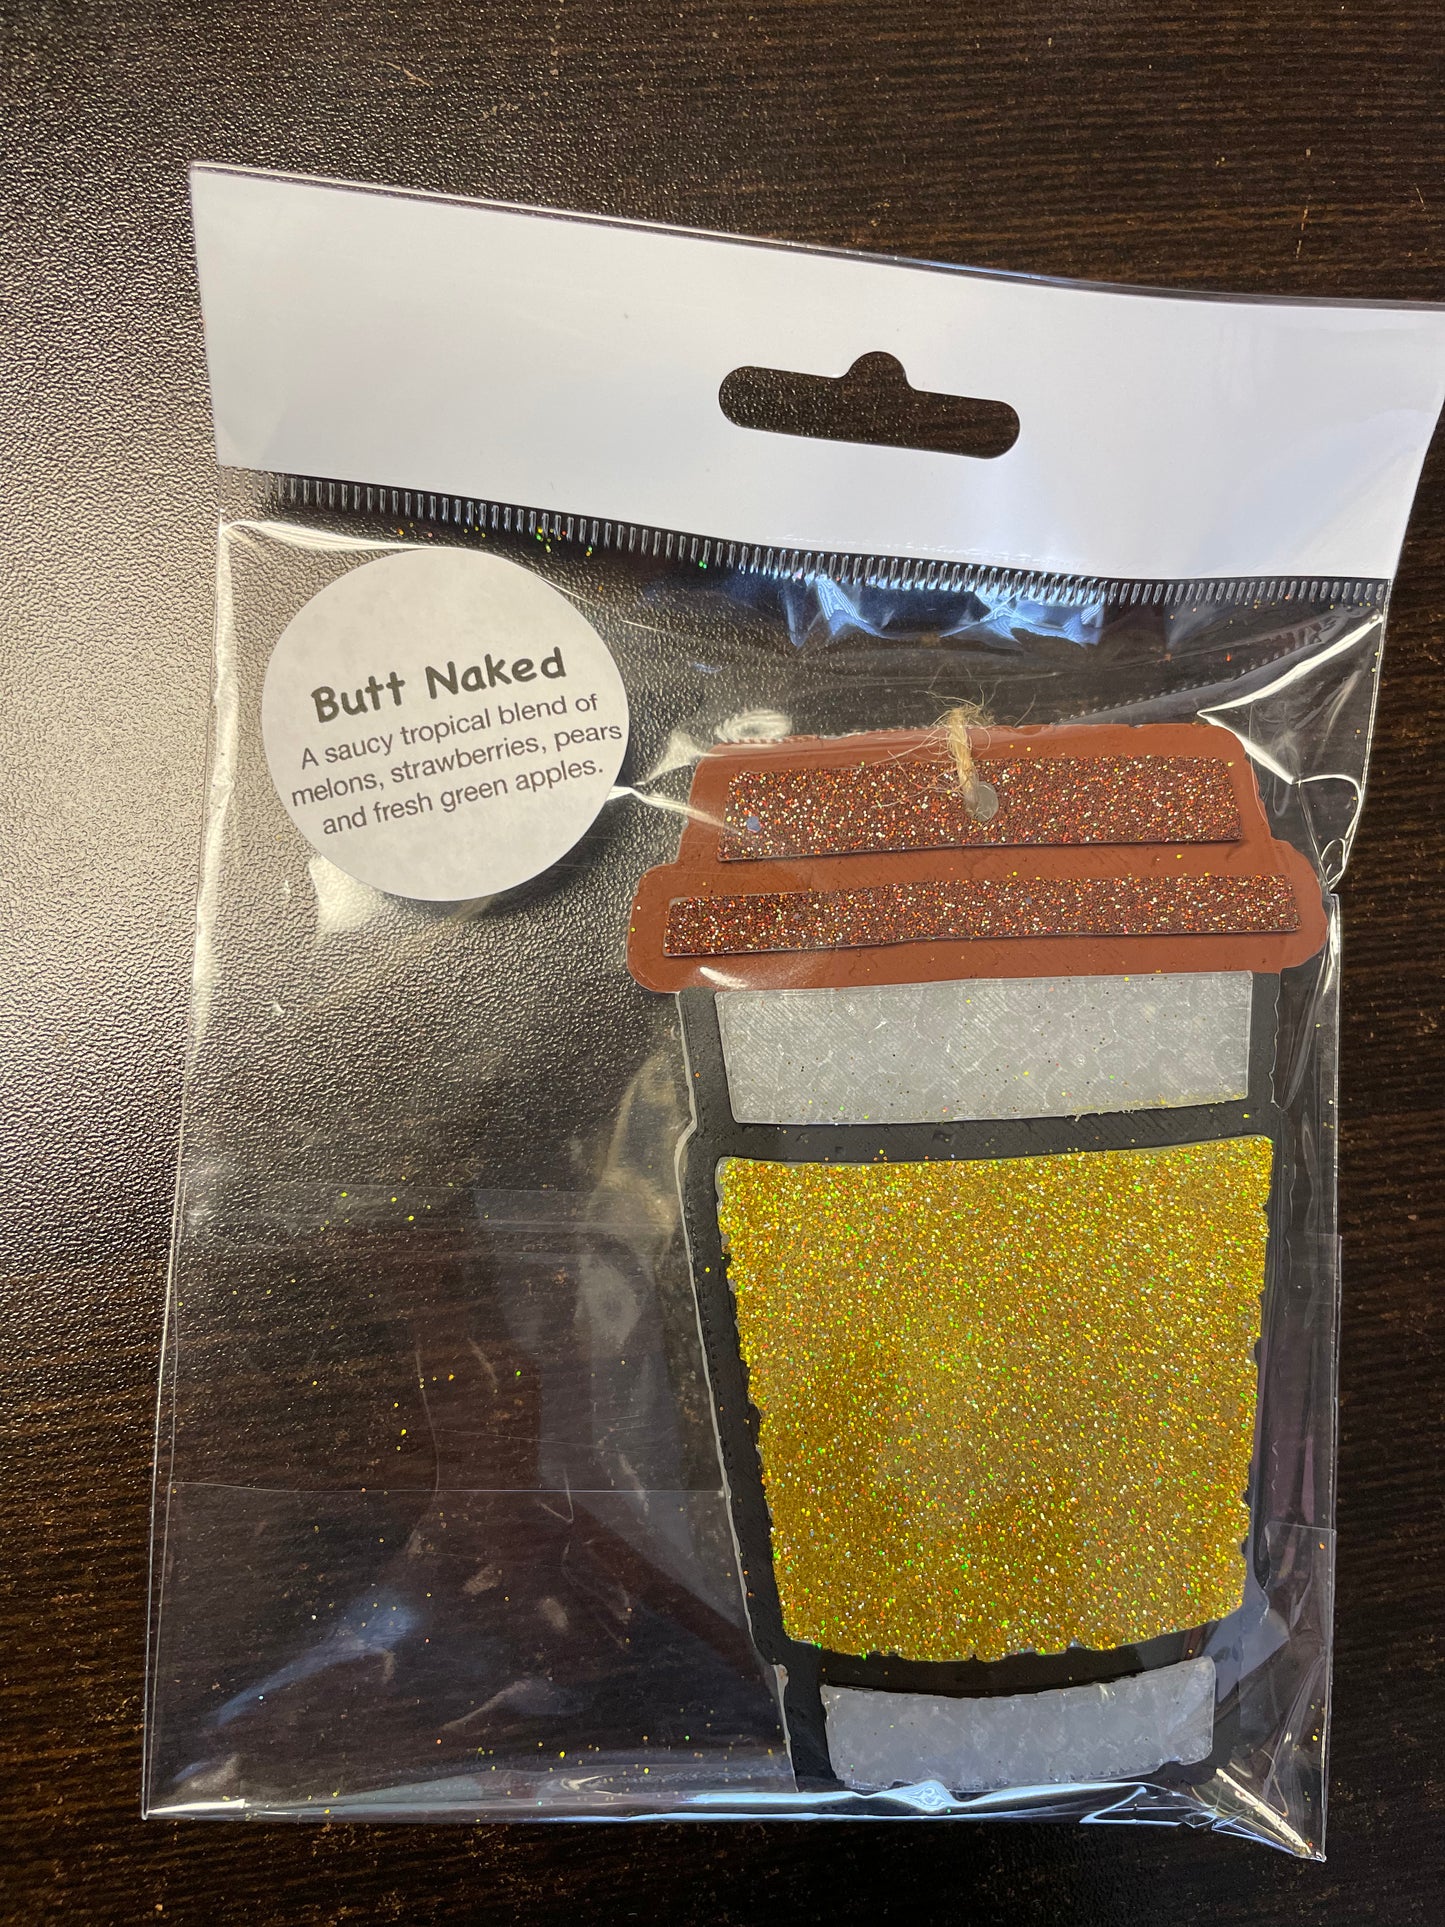 Butt Naked
A saucy tropical blend of
melons, strawberries, pears
and fresh green apples.